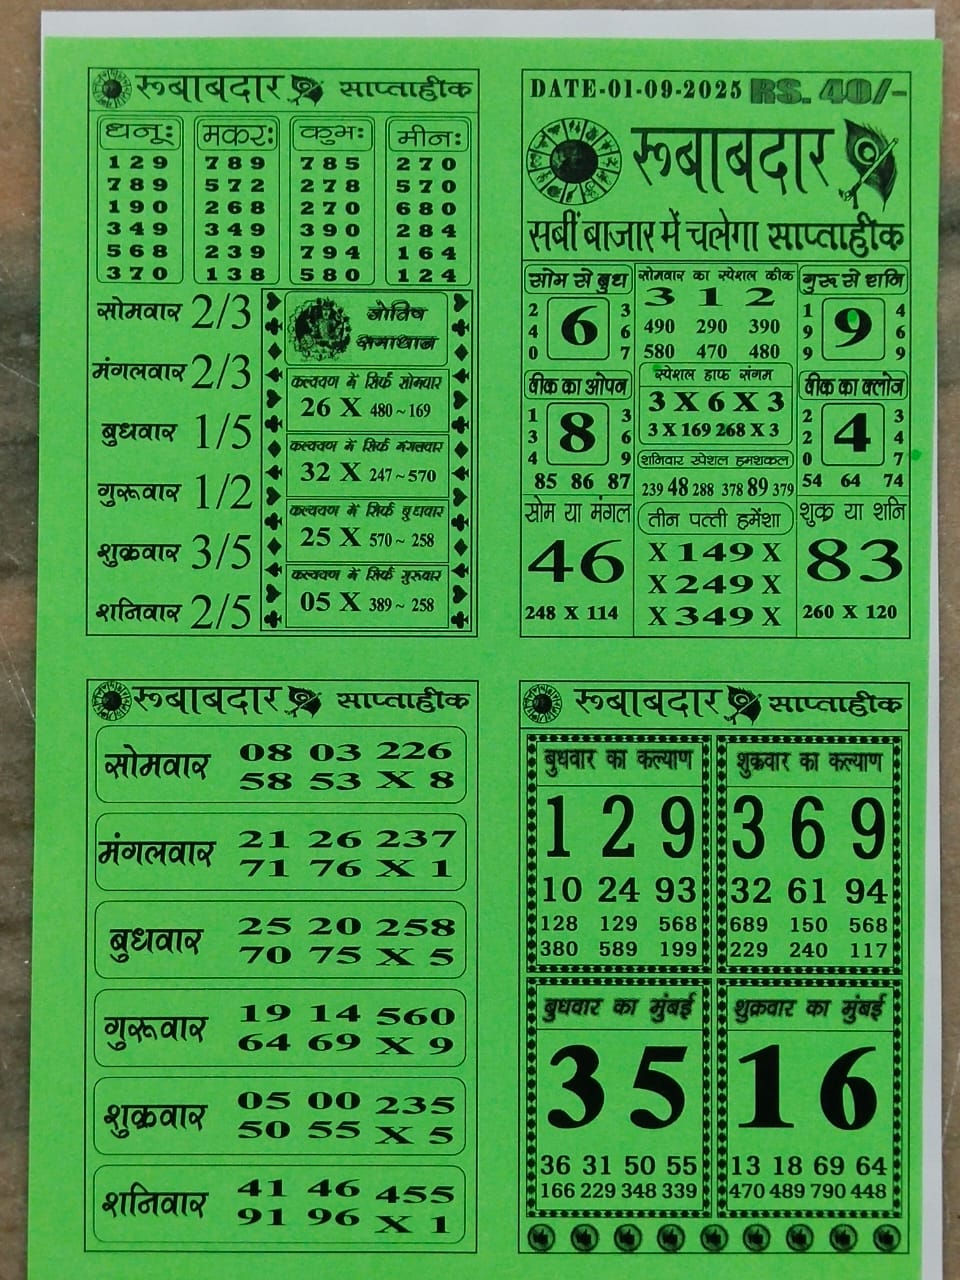 रूबाबदार साप्ताहीक
धनूः मकरः कुभः मीनः
129 789 785 270
789 572 278 570
190 268 270 680
349 349 390 284
568 239 794 164
370 138 580 124
सोमवार 2/3
मंगलवार 2/3
बुधवार 1/5
गुरूवार 1/2
शुक्रवार 3/5
शनिवार 2/5
जोतिष
समाधान
कल्याण में सिर्फ सोमवार
26 X 480~169
कल्याण में सिर्फ मंगलवार
32 X 247~570
कल्याण में सिर्फ बुधवार
25 X 570~258
कल्याण में सिर्फ गुरुवार
05 X 389~258
DATE-01-09-2025 RS. 40/-
रूबाबदार
सबीं बाजार में चलेगा साप्ताहीक
सोम से बुध
2 3
4 6 6
0 7
वीक का ओपन
1 3
3 8 6
4 9
85 86 87
सोम या मंगल
46
248 X 114
सोमवार का स्पेशल वीक
3 1 2
490 290 390
580 470 480
स्पेशल हाफ संगम
3 X 6 X 3
3 X 169 268 X 3
शनिवार स्पेशल हमशकल
239 48 288 378 89 379
तीन पत्ती हमेंशा
X 149 X
X 249 X
X 349 X
गुरू से शनि
1 4
9 9 6
9 9
वीक का क्लोज
2 3
2 4 4
0 7
54 64 74
शुक्र या शनि
83
260 X 120
रूबाबदार साप्ताहीक
सोमवार 08 03 226
58 53 X 8
मंगलवार 21 26 237
71 76 X 1
बुधवार 25 20 258
70 75 X 5
गुरूवार 19 14 560
64 69 X 9
शुक्रवार 05 00 235
50 55 X 5
शनिवार 41 46 455
91 96 X 1
रूबाबदार साप्ताहीक
बुधवार का कल्याण
1 2 9
10 24 93
128 129 568
380 589 199
शुक्रवार का कल्याण
3 6 9
32 61 94
689 150 568
229 240 117
बुधवार का मुंबई
35
36 31 50 55
166 229 348 339
शुक्रवार का मुंबई
16
13 18 69 64
470 489 790 448